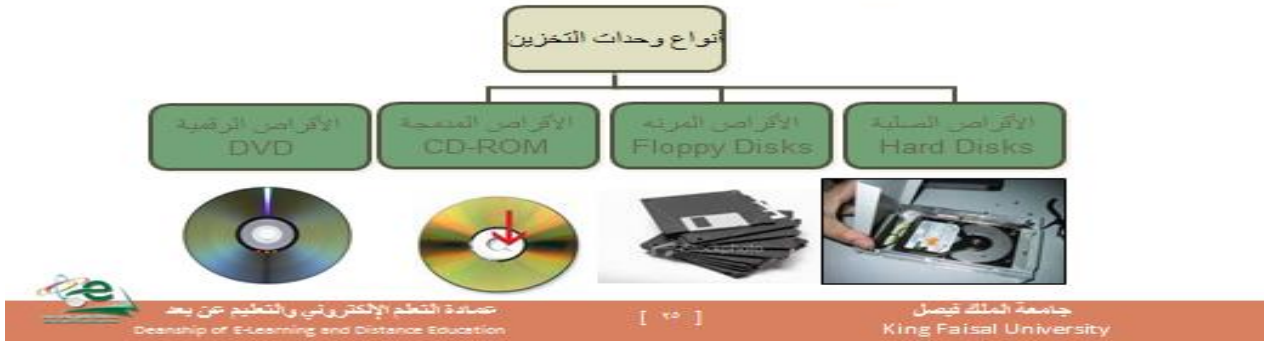 أنواع وحدات التخزين
الأقراص الصلبة
Hard Disks
الأقراص المرنه
Floppy Disks
الأقراص المندمجة
CD-ROM
الأقراص الرقمية
DVD
جامعة الملك فيصل
King Faisal University
[ ٢٥ ]
عمادة التعلم الإلكتروني والتعليم عن بعد
Deanship of E-Learning and Distance Education